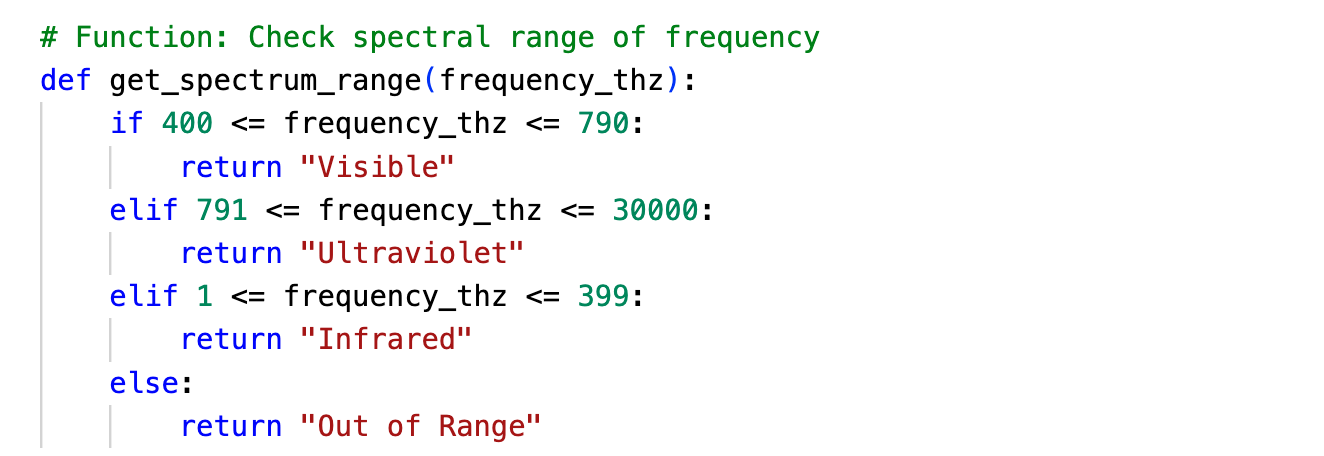 # Function: Check spectral range of frequency
def get_spectrum_range(frequency_thz):
    if 400 <= frequency_thz <= 790:
        return "Visible"
    elif 791 <= frequency_thz <= 30000:
        return "Ultraviolet"
    elif 1 <= frequency_thz <= 399:
        return "Infrared"
    else:
        return "Out of Range"